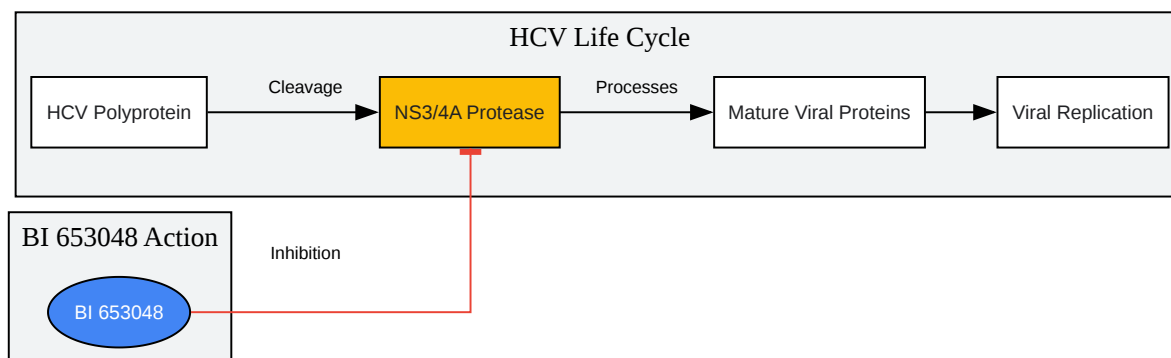 HCV Life Cycle
Cleavage
Processes
HCV Polyprotein
NS3/4A Protease
Mature Viral Proteins
Viral Replication
BI 653048 Action
Inhibition
BI 653048